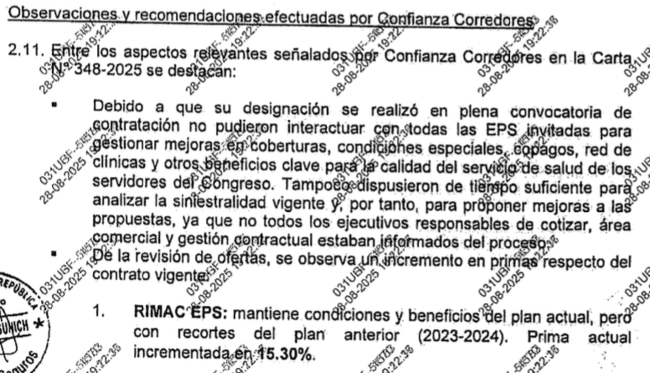 Observaciones y recomendaciones efectuadas por Confianza Corredores
2.11. Entre los aspectos relevantes señalados por Confianza Corredores en la Carta
N° 348-2025 se destacan:
▪ Debido a que su designación se realizó en plena convocatoria de
contratación no pudieron interactuar con todas las EPS invitadas para
gestionar mejoras en coberturas, condiciones especiales, copagos, red de
clínicas y otros beneficios clave para la calidad del servicio de salud de los
servidores del Congreso. Tampoco dispusieron de tiempo suficiente para
analizar la siniestralidad vigente y, por tanto, para proponer mejoras a las
propuestas, ya que no todos los ejecutivos responsables de cotizar, área
comercial y gestión contractual estaban informados del proceso.
▪ De la revisión de ofertas, se observa un incremento en primas respecto del
contrato vigente:
1. RIMAC EPS: mantiene condiciones y beneficios del plan actual, pero
con recortes del plan anterior (2023-2024). Prima actual
incrementada en 15.30%.
28-08-2025 19:22:38